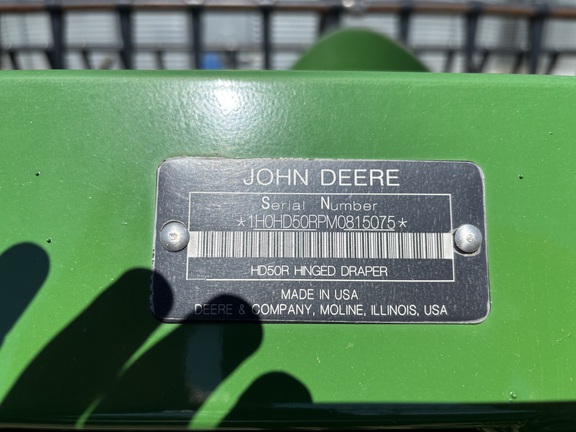 JOHN DEERE
Serial Number
*1H0HD50RPM0815075*
HD50R HINGED DRAPER
MADE IN USA
DEERE & COMPANY, MOLINE, ILLINOIS, USA